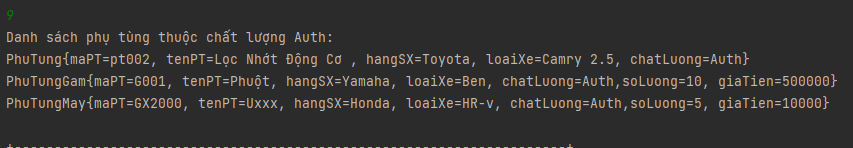 9
Danh sách phụ tùng thuộc chất lượng Auth:
PhuTung{maPT=pt002, tenPT=Lọc Nhớt Động Cơ , hangSX=Toyota, loaiXe=Camry 2.5, chatLuong=Auth}
PhuTungGam{maPT=G001, tenPT=Phuột, hangSX=Yamaha, loaiXe=Ben, chatLuong=Auth,soLuong=10, giaTien=500000}
PhuTungMay{maPT=GX2000, tenPT=Uxxx, hangSX=Honda, loaiXe=HR-v, chatLuong=Auth,soLuong=5, giaTien=10000}
+---------------------------------------------------------------------+